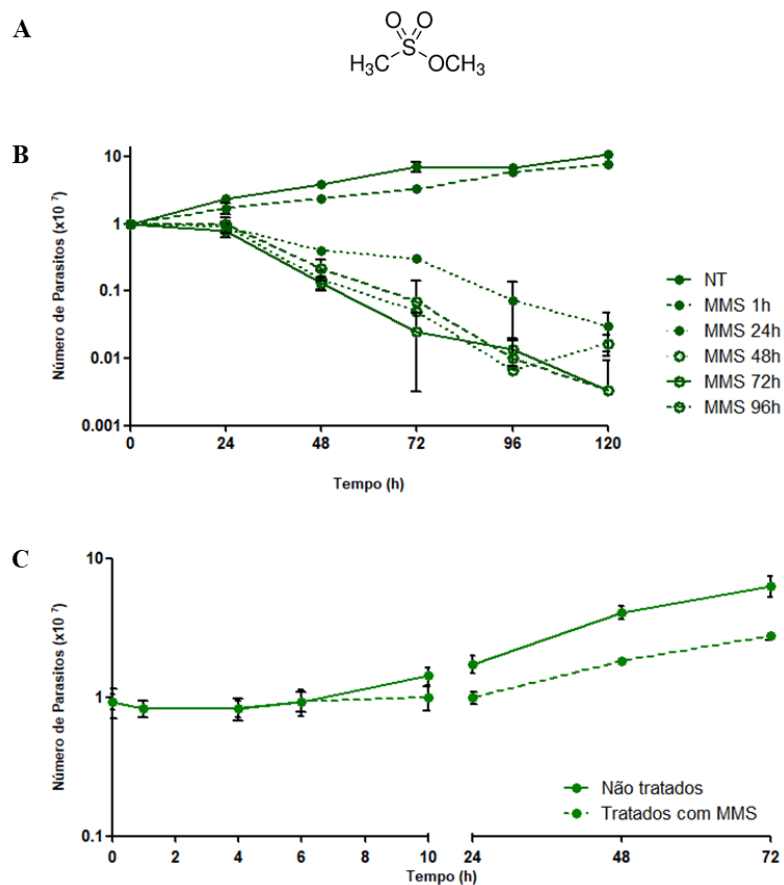 A
O O
S
H3C OCH3
B
Número de Parasitos (x10 7)
10
1
0.1
0.01
0.001
0 24 48 72 96 120
Tempo (h)
NT
MMS 1h
MMS 24h
MMS 48h
MMS 72h
MMS 96h
C
Número de Parasitos (x10 7)
10
1
0.1
0 2 4 6 8 10 24 48 72
Tempo (h)
Não tratados
Tratados com MMS